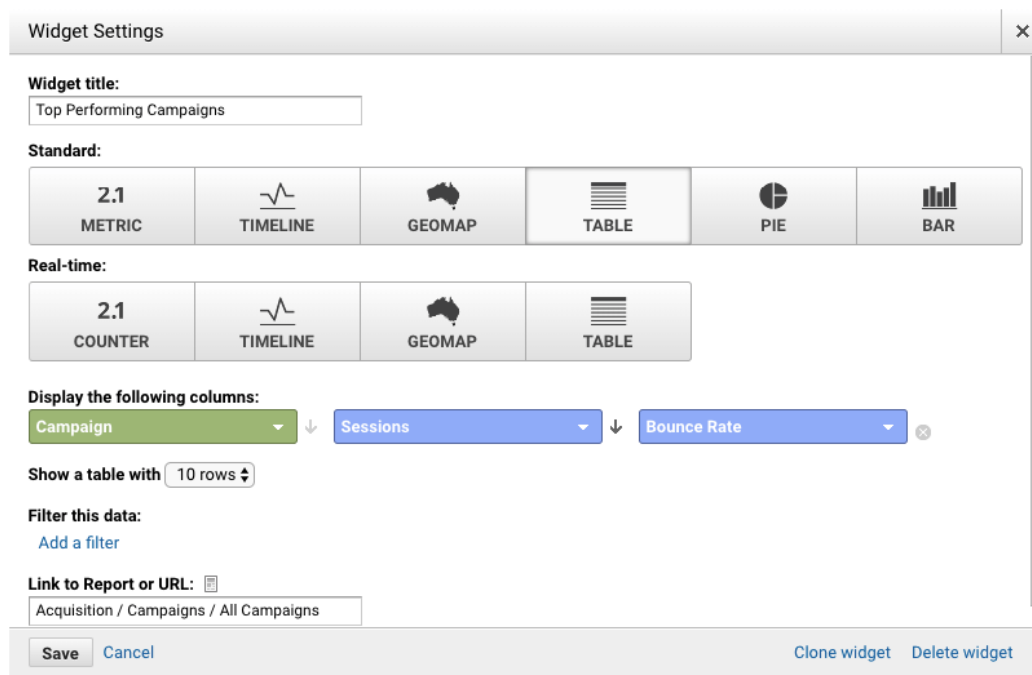 Widget Settings
Widget title:
Top Performing Campaigns
Standard:
2.1
METRIC
TIMELINE
GEOMAP
TABLE
PIE
BAR
Real-time:
2.1
COUNTER
TIMELINE
GEOMAP
TABLE
Display the following columns:
Campaign
Sessions
Bounce Rate
Show a table with 10 rows
Filter this data:
Add a filter
Link to Report or URL:
Acquisition / Campaigns / All Campaigns
Save Cancel Clone widget Delete widget